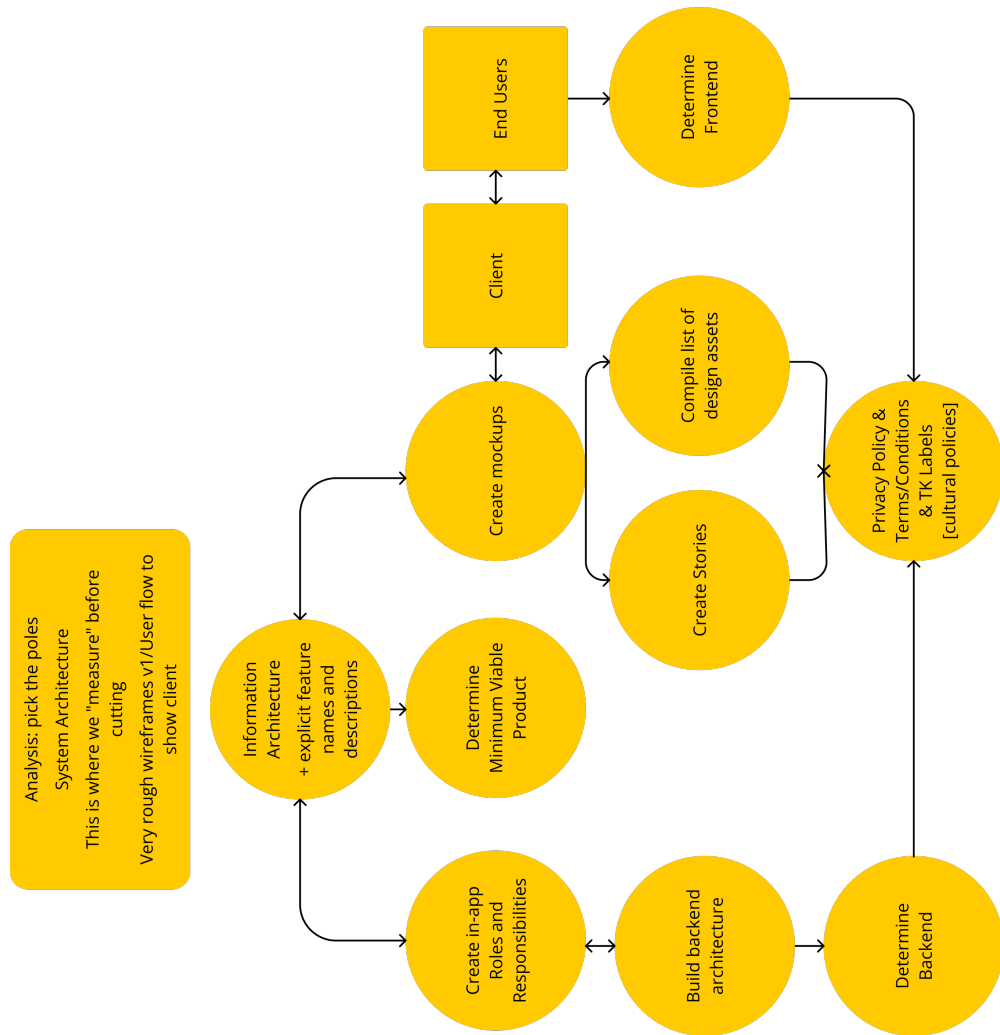 Analysis: pick the poles
System Architecture
This is where we "measure" before
cutting
Very rough wireframes v1/User flow to
show client
Information
Architecture
+ explicit feature
names and
descriptions
Create in-app
Roles and
Responsibilities
Determine
Minimum Viable
Product
Create mockups
Client
End Users
Build backend
architecture
Create Stories
Compile list of
design assets
Determine
Frontend
Determine
Backend
Privacy Policy &
Terms/Conditions
& TK Labels
[cultural policies]